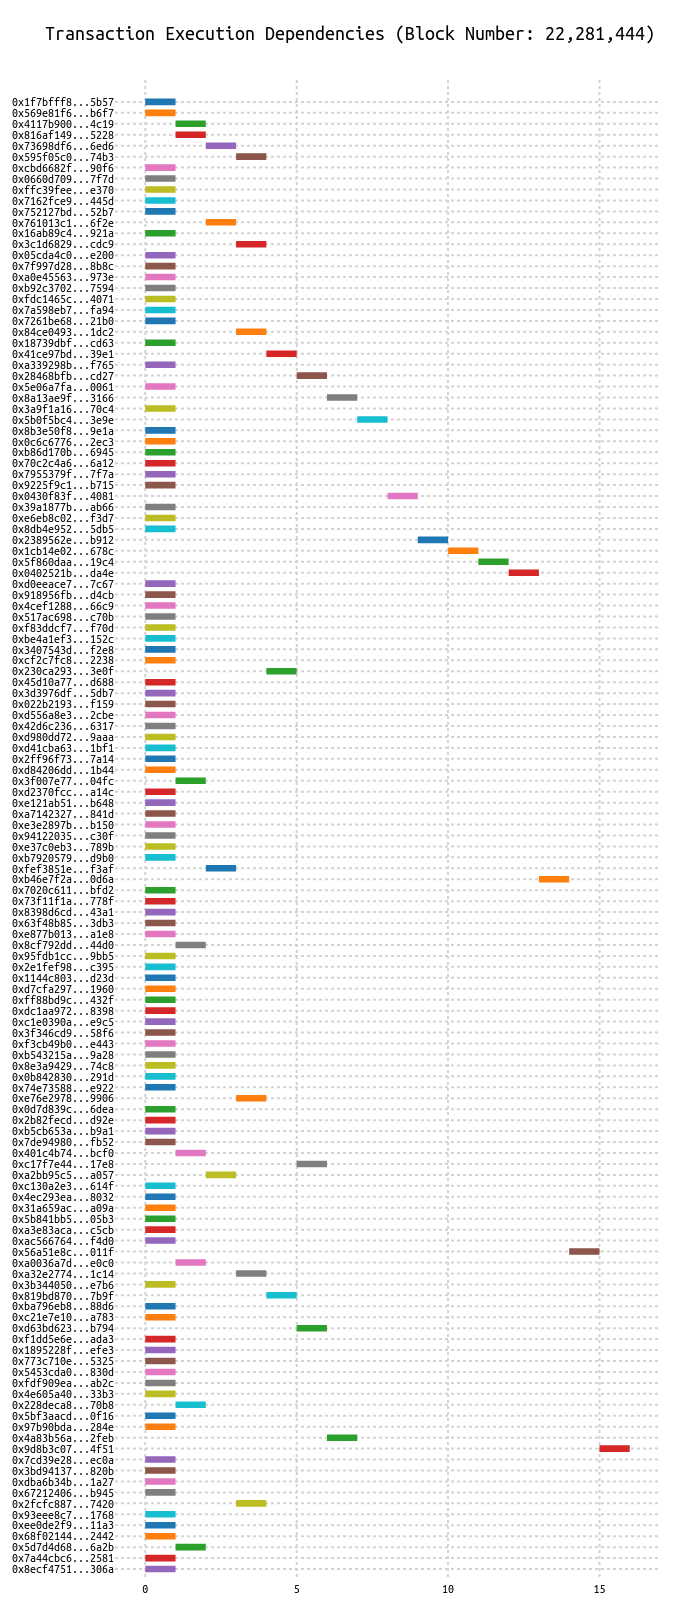 Transaction Execution Dependencies (Block Number: 22,281,444)
0x1f7bfff8...5b57
0x569e81f6...b6f7
0x4117b900...4c19
0x816af149...5228
0x73698df6...6ed6
0x595f05c0...74b3
0xcbd6682f...90f6
0x0660d709...7f7d
0xffc39fee...e370
0x7162fce9...445d
0x752127bd...52b7
0x761013c1...6f2e
0x16ab89c4...921a
0x3c1d6829...cdc9
0x05cda4c0...e200
0x7f997d28...8b8c
0xa0e45563...973e
0xb92c3702...7594
0xfdc1465c...4071
0x7a598eb7...fa94
0x7261be68...21b0
0x84ce0493...1dc2
0x18739dbf...cd63
0x41ce97bd...39e1
0xa339298b...f765
0x28468bfb...cd27
0x5e06a7fa...0061
0x8a13ae9f...3166
0x3a9f1a16...70c4
0x5b0f5bc4...3e9e
0x8b3e50f8...9e1a
0x0c6c6776...2ec3
0xb86d170b...6945
0x70c2c4a6...6a12
0x7955379f...7f7a
0x9225f9c1...b715
0x0430f83f...4081
0x39a1877b...ab66
0xe6eb8c02...f3d7
0x8db4e952...5db5
0x2389562e...b912
0x1cb14e02...678c
0x5f860daa...19c4
0x0402521b...da4e
0xd0eeace7...7c67
0x918956fb...d4cb
0x4cef1288...66c9
0x517ac698...c70b
0xf83ddcf7...f70d
0xbe4a1ef3...152c
0x3407543d...f2e8
0xcf2c7fc8...2238
0x230ca293...3e0f
0x45d10a77...d688
0x3d3976df...5db7
0x022b2193...f159
0xd556a8e3...2cbe
0x42d6c236...6317
0xd980dd72...9aaa
0xd41cba63...1bf1
0x2ff96f73...7a14
0xd84206dd...1b44
0x3f007e77...04fc
0xd2370fcc...a14c
0xe121ab51...b648
0xa7142327...841d
0xe3e2897b...b150
0x94122035...c30f
0xe37c0eb3...789b
0xb7920579...d9b0
0xfef3851e...f3af
0xb46e7f2a...0d6a
0x7020c611...bfd2
0x73f11f1a...778f
0x8398d6cd...43a1
0x63f48b85...3db3
0xe877b013...a1e8
0x8cf792dd...44d0
0x95fdb1cc...9bb5
0x2e1fef98...c395
0x1144c803...d23d
0xd7cfa297...1960
0xff88bd9c...432f
0xdc1aa972...8398
0xc1e0390a...e9c5
0x3f346cd9...58f6
0xf3cb49b0...e443
0xb543215a...9a28
0x8e3a9429...74c8
0x0b842830...291d
0x74e73588...e922
0xe76e2978...9906
0x0d7d839c...6dea
0x2b82fecd...d92e
0xb5cb653a...b9a1
0x7de94980...fb52
0x401c4b74...bcf0
0xc17f7e44...17e8
0xa2bb95c5...a057
0xc130a2e3...614f
0x4ec293ea...8032
0x31a659ac...a09a
0x5b841bb5...05b3
0xa3e83aca...c5cb
0xac566764...f4d0
0x56a51e8c...011f
0xa0036a7d...e0c0
0xa32e2774...1c14
0x3b344050...e7b6
0x819bd870...7b9f
0xba796eb8...88d6
0xc21e7e10...a783
0xd63bd623...b794
0xf1dd5e6e...ada3
0x1895228f...efe3
0x773c710e...5325
0x5453cda0...830d
0xfdf909ea...ab2c
0x4e605a40...33b3
0x228deca8...70b8
0x5bf3aacd...0f16
0x97b90bda...284e
0x4a83b56a...2feb
0x9d8b3c07...4f51
0x7cd39e28...ec0a
0x3bd94137...820b
0xdba6b34b...1a27
0x67212406...b945
0x2fcfc887...7420
0x93eee8c7...1768
0xee0de2f9...11a3
0x68f02144...2442
0x5d7d4d68...6a2b
0x7a44cbc6...2581
0x8ecf4751...306a
0 5 10 15